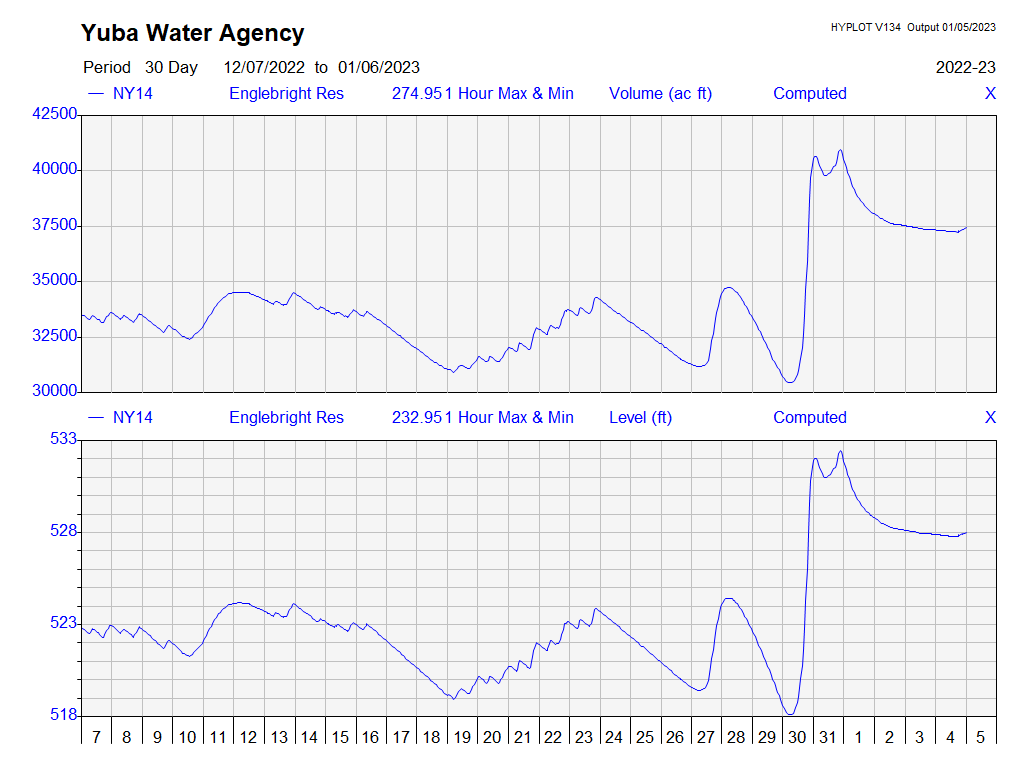 Yuba Water Agency
HYPLOT V134 Output 01/05/2023
Period 30 Day 12/07/2022 to 01/06/2023
2022-23
NY14 Englebright Res 274.951 Hour Max & Min Volume (ac ft) Computed X
42500
40000
37500
35000
32500
30000
NY14 Englebright Res 232.951 Hour Max & Min Level (ft) Computed X
533
528
523
518
7 8 9 10 11 12 13 14 15 16 17 18 19 20 21 22 23 24 25 26 27 28 29 30 31 1 2 3 4 5